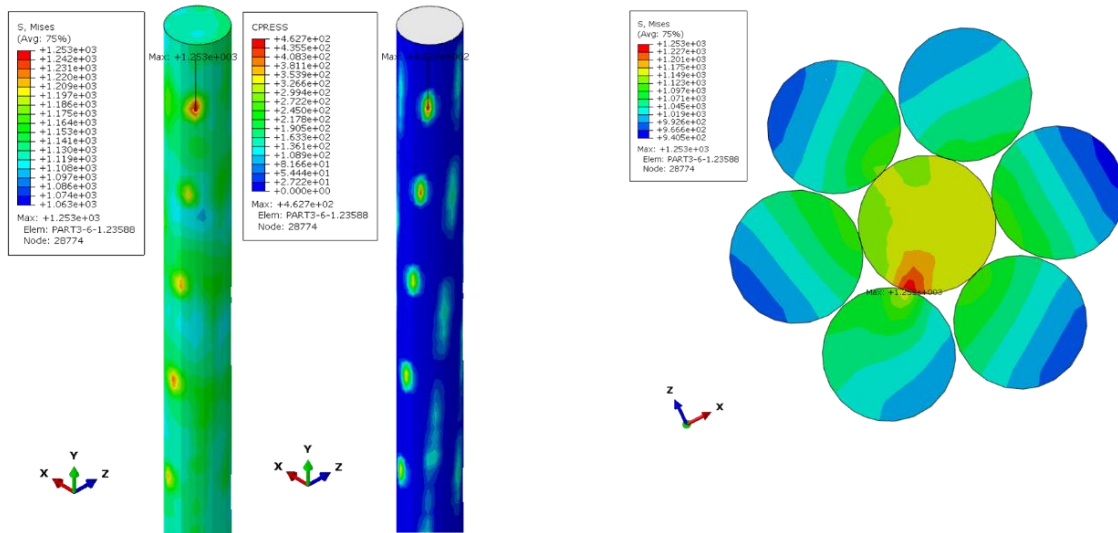 S, Mises
(Avg: 75%)
+1.253e+03
+1.242e+03
+1.231e+03
+1.220e+03
+1.209e+03
+1.197e+03
+1.186e+03
+1.175e+03
+1.164e+03
+1.153e+03
+1.141e+03
+1.130e+03
+1.119e+03
+1.108e+03
+1.097e+03
+1.086e+03
+1.074e+03
+1.063e+03
Max: +1.253e+03
Elem: PART3-6-1.23588
Node: 28774
Max: +1.253e+003
X
Y
Z
CPRESS
+4.627e+02
+4.355e+02
+4.083e+02
+3.811e+02
+3.539e+02
+3.266e+02
+2.994e+02
+2.722e+02
+2.450e+02
+2.178e+02
+1.905e+02
+1.633e+02
+1.361e+02
+1.089e+02
+8.166e+01
+5.444e+01
+2.722e+01
+0.000e+00
Max: +4.627e+02
Elem: PART3-6-1.23588
Node: 28774
X
Y
Z
S, Mises
(Avg: 75%)
+1.253e+03
+1.227e+03
+1.201e+03
+1.175e+03
+1.149e+03
+1.123e+03
+1.097e+03
+1.071e+03
+1.045e+03
+1.019e+03
+9.926e+02
+9.666e+02
+9.405e+02
Max: +1.253e+03
Elem: PART3-6-1.23588
Node: 28774
Max: +1.253e+003
Z
X